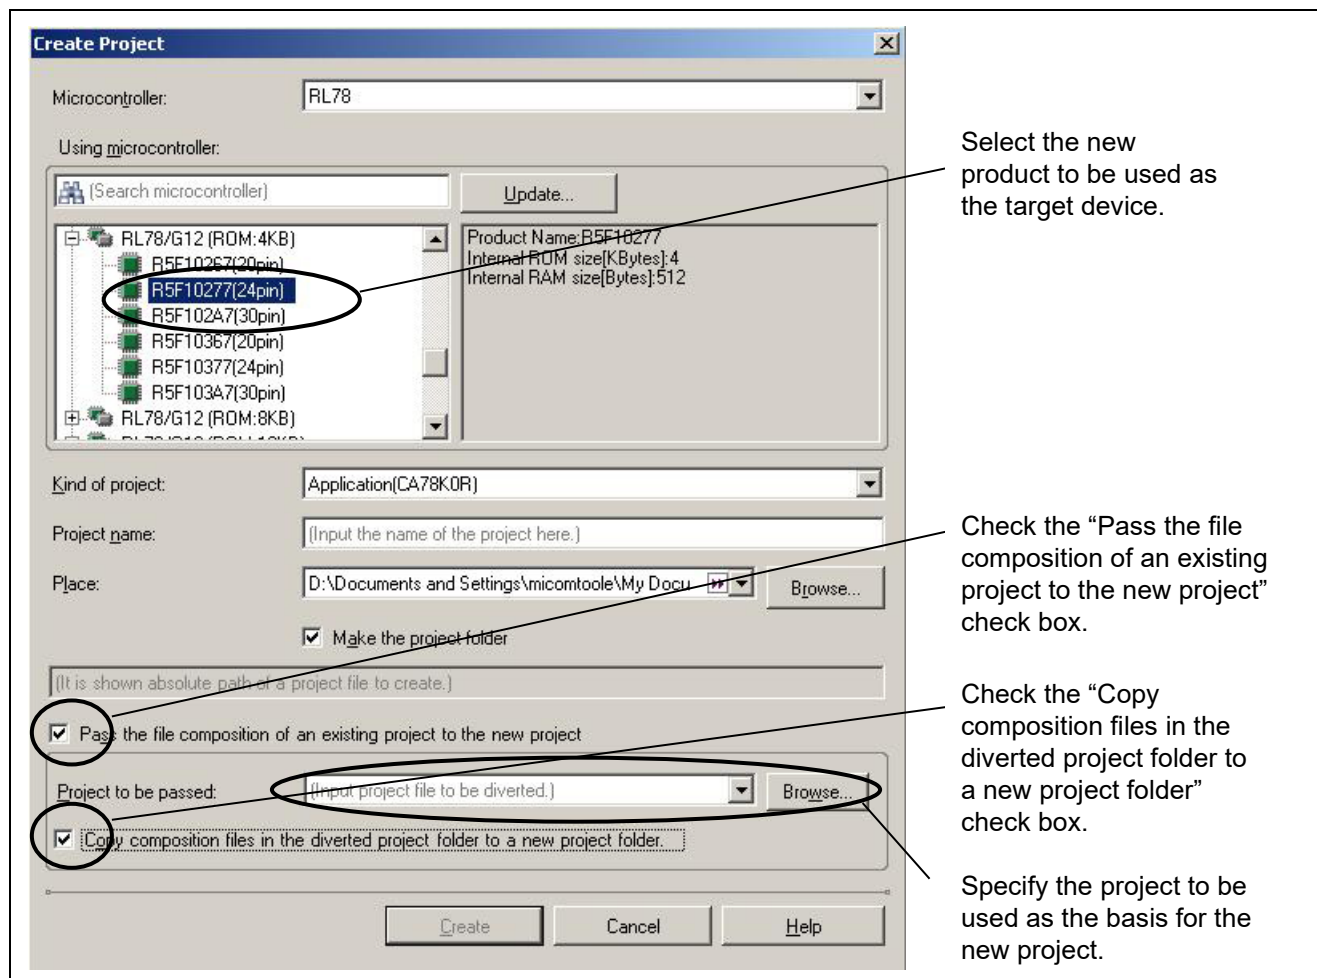 Create Project
Microcontroller:
RL78
Using microcontroller:
(Search microcontroller)
Update...
RL78/G12 (ROM:4KB)
R5F10267(20pin)
R5F10277(24pin)
R5F102A7(30pin)
R5F10367(20pin)
R5F10377(24pin)
R5F103A7(30pin)
RL78/G12 (ROM:8KB)
Product Name:R5F10277
Internal ROM size[KBytes]:4
Internal RAM size[Bytes]:512
Select the new
product to be used as
the target device.
Kind of project:
Application(CA78K0R)
Project name:
(Input the name of the project here.)
Place:
D:\Documents and Settings\micomtoole\My Docu
Browse...
Make the project folder
(It is shown absolute path of a project file to create.)
Check the “Pass the file
composition of an existing
project to the new project”
check box.
Pass the file composition of an existing project to the new project
Project to be passed:
(Input project file to be diverted.)
Browse...
Copy composition files in the diverted project folder to a new project folder.
Check the “Copy
composition files in the
diverted project folder to
a new project folder”
check box.
Create
Cancel
Help
Specify the project to be
used as the basis for the
new project.